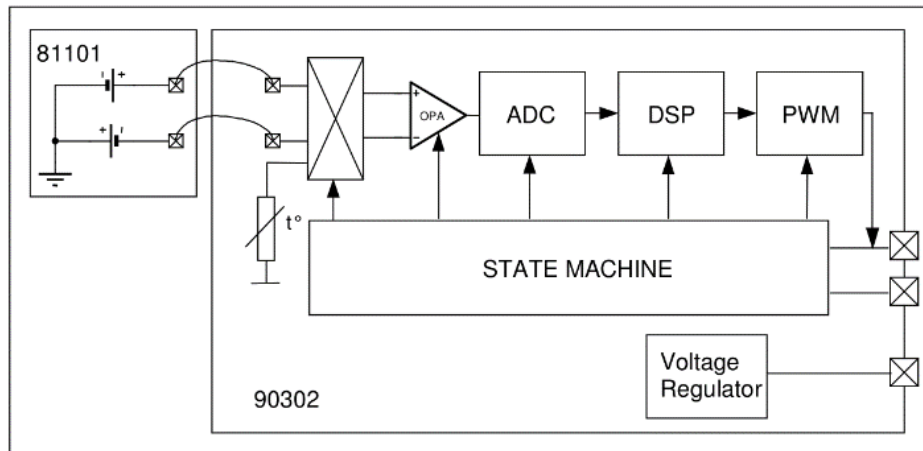 81101
- +
+ -
t°
+
OPA
−
ADC
DSP
PWM
STATE MACHINE
Voltage
Regulator
90302